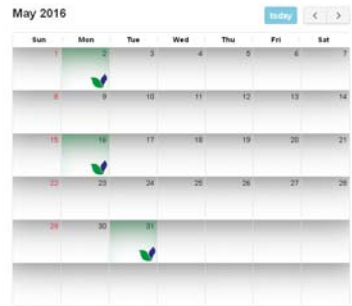 May 2016
today < >
Sun Mon Tue Wed Thu Fri Sat
1 2 3 4 5 6 7
8 9 10 11 12 13 14
15 16 17 18 19 20 21
22 23 24 25 26 27 28
29 30 31